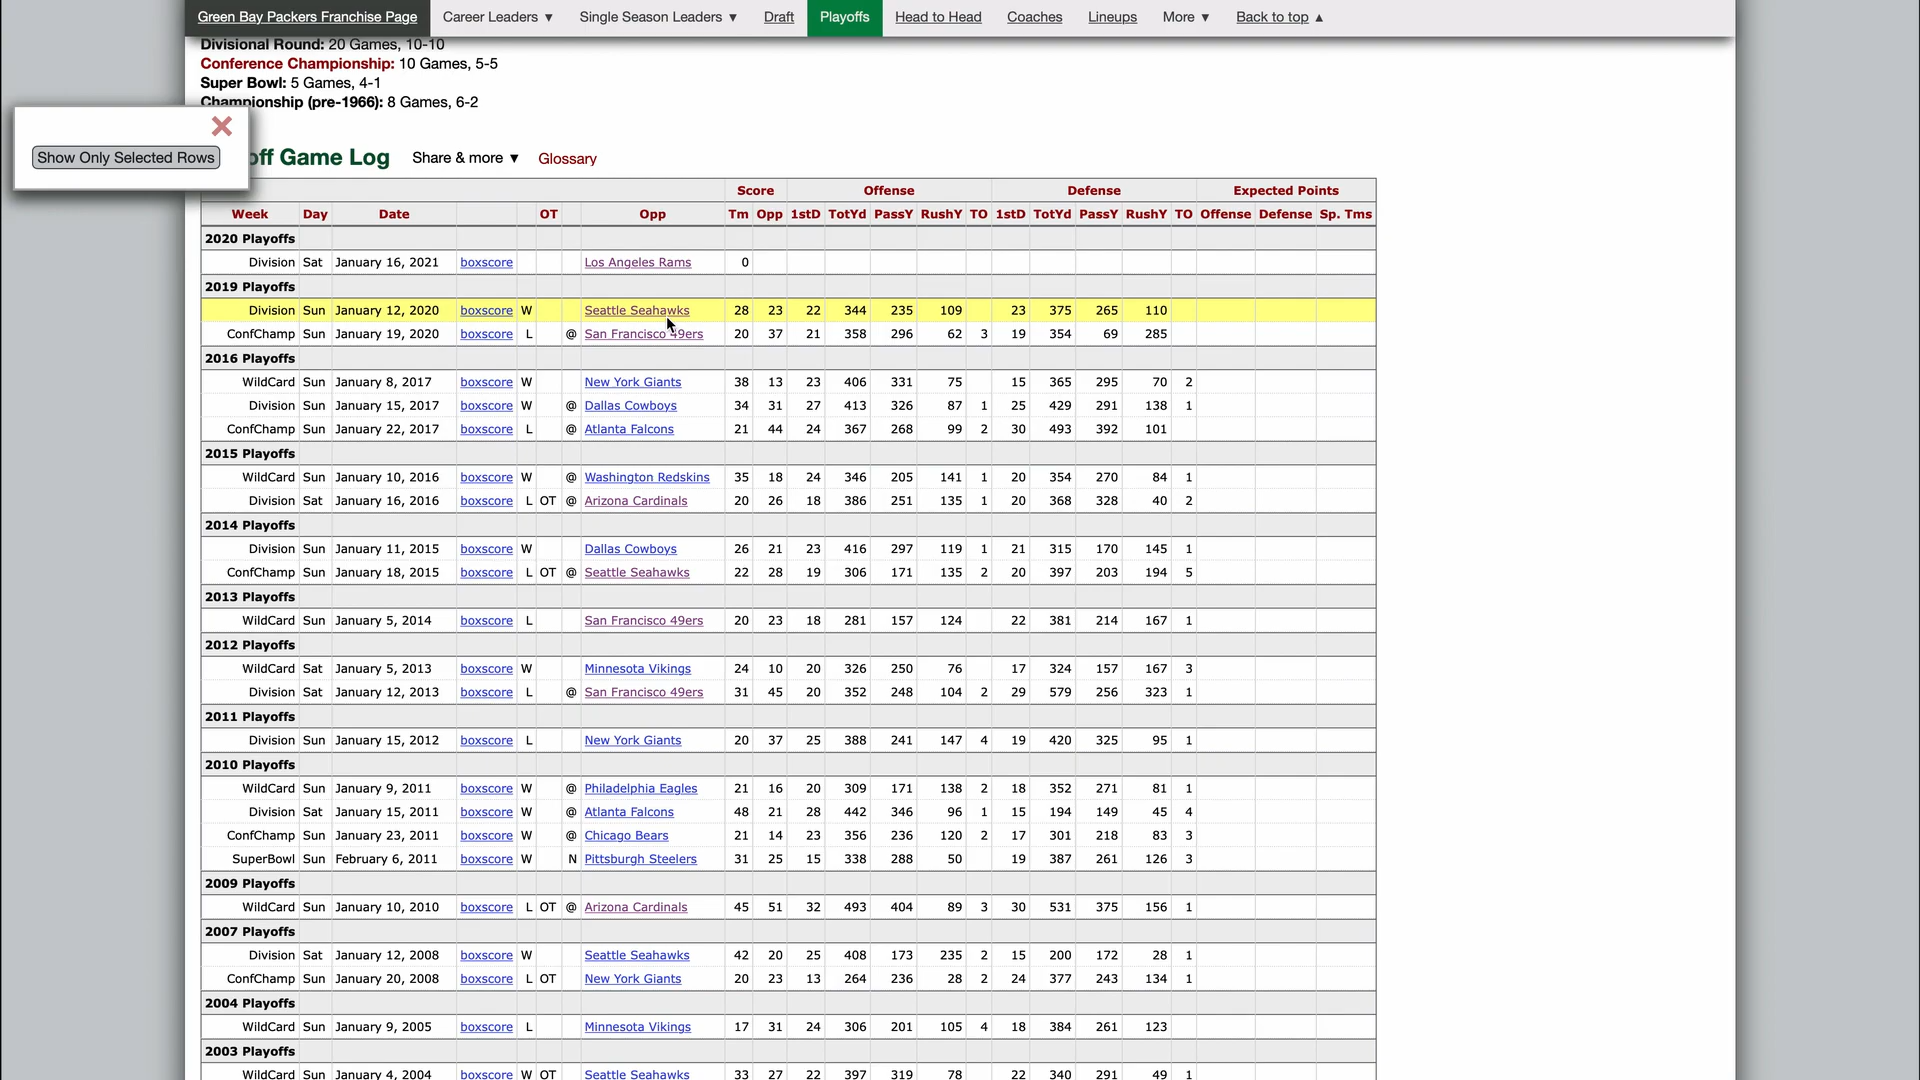 Green Bay Packers Franchise Page Career Leaders ▼ Single Season Leaders ▼ Draft Playoffs Head to Head Coaches Lineups More ▼ Back to top ▲
Divisional Round: 20 Games, 10-10
Conference Championship: 10 Games, 5-5
Super Bowl: 5 Games, 4-1
Championship (pre-1966): 8 Games, 6-2
Show Only Selected Rows
off Game Log Share & more ▼ Glossary
Score Offense Defense Expected Points
Week Day Date OT Opp Tm Opp 1stD TotYd PassY RushY TO 1stD TotYd PassY RushY TO Offense Defense Sp. Tms
2020 Playoffs
Division Sat January 16, 2021 boxscore Los Angeles Rams 0
2019 Playoffs
Division Sun January 12, 2020 boxscore W Seattle Seahawks 28 23 22 344 235 109 23 375 265 110
ConfChamp Sun January 19, 2020 boxscore L @ San Francisco 49ers 20 37 21 358 296 62 3 19 354 69 285
2016 Playoffs
WildCard Sun January 8, 2017 boxscore W New York Giants 38 13 23 406 331 75 15 365 295 70 2
Division Sun January 15, 2017 boxscore W @ Dallas Cowboys 34 31 27 413 326 87 1 25 429 291 138 1
ConfChamp Sun January 22, 2017 boxscore L @ Atlanta Falcons 21 44 24 367 268 99 2 30 493 392 101
2015 Playoffs
WildCard Sun January 10, 2016 boxscore W @ Washington Redskins 35 18 24 346 205 141 1 20 354 270 84 1
Division Sat January 16, 2016 boxscore L OT @ Arizona Cardinals 20 26 18 386 251 135 1 20 368 328 40 2
2014 Playoffs
Division Sun January 11, 2015 boxscore W Dallas Cowboys 26 21 23 416 297 119 1 21 315 170 145 1
ConfChamp Sun January 18, 2015 boxscore L OT @ Seattle Seahawks 22 28 19 306 171 135 2 20 397 203 194 5
2013 Playoffs
WildCard Sun January 5, 2014 boxscore L San Francisco 49ers 20 23 18 281 157 124 22 381 214 167 1
2012 Playoffs
WildCard Sat January 5, 2013 boxscore W Minnesota Vikings 24 10 20 326 250 76 17 324 157 167 3
Division Sat January 12, 2013 boxscore L @ San Francisco 49ers 31 45 20 352 248 104 2 29 579 256 323 1
2011 Playoffs
Division Sun January 15, 2012 boxscore L New York Giants 20 37 25 388 241 147 4 19 420 325 95 1
2010 Playoffs
WildCard Sun January 9, 2011 boxscore W @ Philadelphia Eagles 21 16 20 309 171 138 2 18 352 271 81 1
Division Sat January 15, 2011 boxscore W @ Atlanta Falcons 48 21 28 442 346 96 1 15 194 149 45 4
ConfChamp Sun January 23, 2011 boxscore W @ Chicago Bears 21 14 23 356 236 120 2 17 301 218 83 3
SuperBowl Sun February 6, 2011 boxscore W N Pittsburgh Steelers 31 25 15 338 288 50 19 387 261 126 3
2009 Playoffs
WildCard Sun January 10, 2010 boxscore L OT @ Arizona Cardinals 45 51 32 493 404 89 3 30 531 375 156 1
2007 Playoffs
Division Sat January 12, 2008 boxscore W Seattle Seahawks 42 20 25 408 173 235 2 15 200 172 28 1
ConfChamp Sun January 20, 2008 boxscore L OT New York Giants 20 23 13 264 236 28 2 24 377 243 134 1
2004 Playoffs
WildCard Sun January 9, 2005 boxscore L Minnesota Vikings 17 31 24 306 201 105 4 18 384 261 123
2003 Playoffs
WildCard Sun January 4, 2004 boxscore W OT Seattle Seahawks 33 27 22 397 319 78 22 340 291 49 1